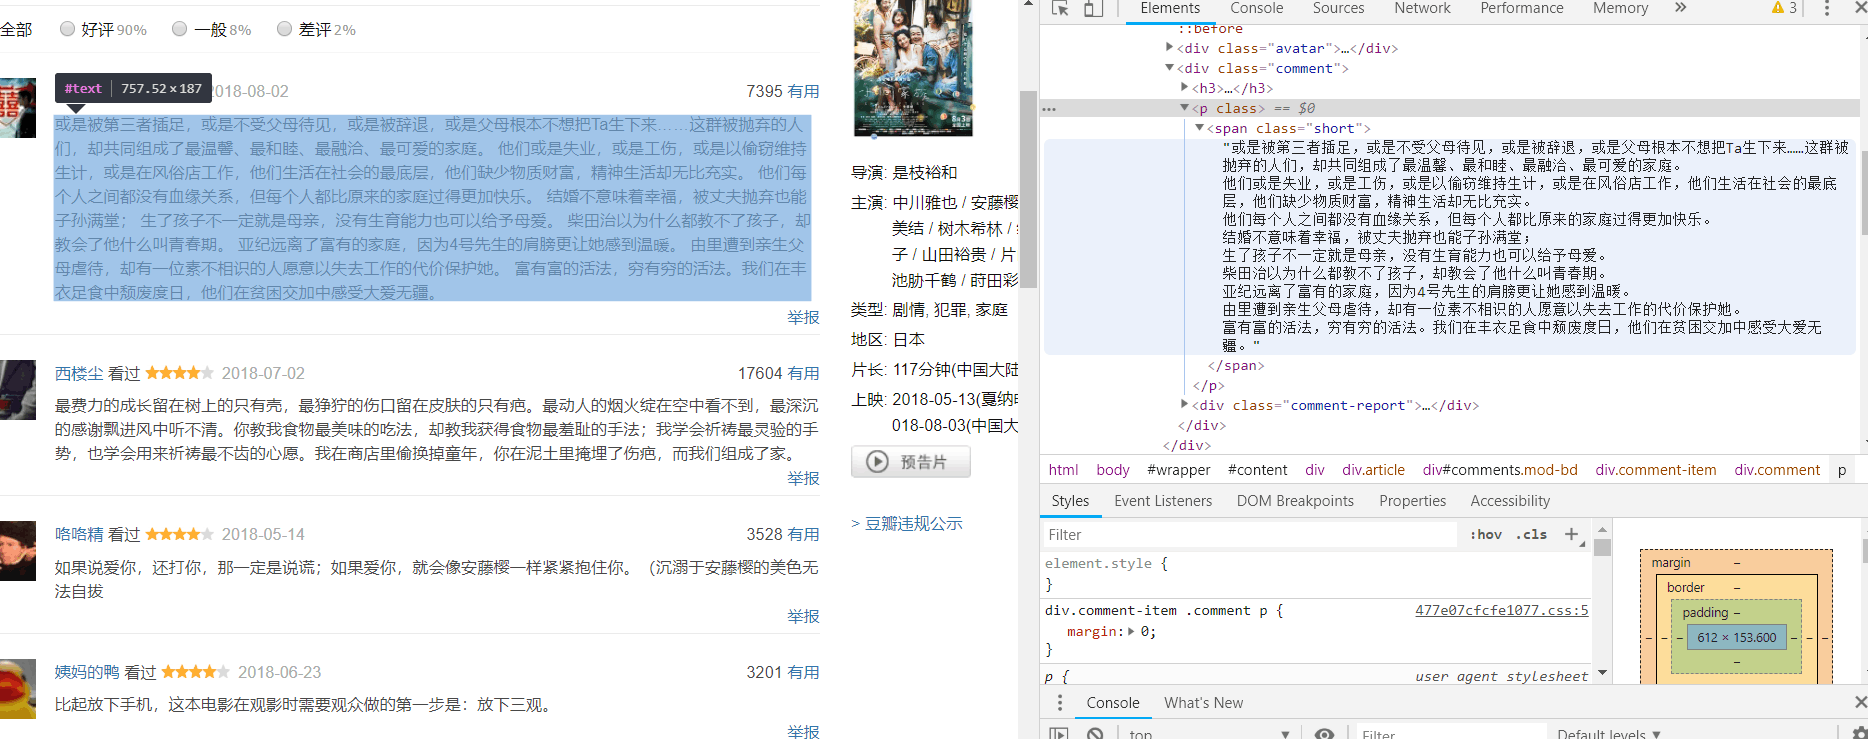 全部 好评 90% 一般 8% 差评 2%
#text 757.52 × 187
2018-08-02 7395 有用
或是被第三者插足，或是不受父母待见，或是被辞退，或是父母根本不想把Ta生下来……这群被抛弃的人
们，却共同组成了最温馨、最和睦、最融洽、最可爱的家庭。 他们或是失业，或是工伤，或是以偷窃维持
生计，或是在风俗店工作，他们生活在社会的最底层，他们缺少物质财富，精神生活却无比充实。 他们每
个人之间都没有血缘关系，但每个人都比原来的家庭过得更加快乐。 结婚不意味着幸福，被丈夫抛弃也能
子孙满堂； 生了孩子不一定就是母亲，没有生育能力也可以给予母爱。 柴田治以为什么都教不了孩子，却
教会了他什么叫青春期。 亚纪远离了富有的家庭，因为4号先生的肩膀更让她感到温暖。 由里遭到亲生父
母虐待，却有一位素不相识的人愿意以失去工作的代价保护她。 富有富的活法，穷有穷的活法。我们在丰
衣足食中颓废度日，他们在贫困交加中感受大爱无疆。
举报
西楼尘 看过 2018-07-02 17604 有用
最费力的成长留在树上的只有壳，最狰狞的伤口留在皮肤的只有疤。最动人的烟火绽在空中看不到，最深沉
的感谢飘进风中听不清。你教我食物最美味的吃法，却教我获得食物最羞耻的手法；我学会祈祷最灵验的手
势，也学会用来祈祷最不齿的心愿。我在商店里偷换掉童年，你在泥土里掩埋了伤疤，而我们组成了家。
举报
咯咯精 看过 2018-05-14 3528 有用
如果说爱你，还打你，那一定是说谎；如果爱你，就会像安藤樱一样紧紧抱住你。（沉溺于安藤樱的美色无
法自拔
举报
姨妈的鸭 看过 2018-06-23 3201 有用
比起放下手机，这本电影在观影时需要观众做的第一步是：放下三观。
举报
小偷家族
8月3日
导演: 是枝裕和
主演: 中川雅也 / 安藤樱
美结 / 树木希林 /
子 / 山田裕贵 / 片
池胁千鹤 / 莳田彩
类型: 剧情, 犯罪, 家庭
地区: 日本
片长: 117分钟(中国大陆
上映: 2018-05-13(戛纳电
018-08-03(中国大
预告片
> 豆瓣违规公示
Elements Console Sources Network Performance Memory » 3
::before
<div class="avatar">…</div>
<div class="comment">
<h3>…</h3>
<p class> == $0
<span class="short">
"或是被第三者插足，或是不受父母待见，或是被辞退，或是父母根本不想把Ta生下来……这群被
抛弃的人们，却共同组成了最温馨、最和睦、最融洽、最可爱的家庭。
他们或是失业，或是工伤，或是以偷窃维持生计，或是在风俗店工作，他们生活在社会的最底
层，他们缺少物质财富，精神生活却无比充实。
他们每个人之间都没有血缘关系，但每个人都比原来的家庭过得更加快乐。
结婚不意味着幸福，被丈夫抛弃也能子孙满堂；
生了孩子不一定就是母亲，没有生育能力也可以给予母爱。
柴田治以为什么都教不了孩子，却教会了他什么叫青春期。
亚纪远离了富有的家庭，因为4号先生的肩膀更让她感到温暖。
由里遭到亲生父母虐待，却有一位素不相识的人愿意以失去工作的代价保护她。
富有富的活法，穷有穷的活法。我们在丰衣足食中颓废度日，他们在贫困交加中感受大爱无
疆。"
</span>
</p>
<div class="comment-report">…</div>
</div>
</div>
html body #wrapper #content div div.article div#comments.mod-bd div.comment-item div.comment p
Styles Event Listeners DOM Breakpoints Properties Accessibility
Filter :hov .cls +
element.style {
}
div.comment-item .comment p { 477e07cfcfe1077.css:5
margin: 0;
}
p { user agent stylesheet
margin –
border –
padding –
– – – 612 × 153.600 – – –
–
Console What's New
top Filter Default levels